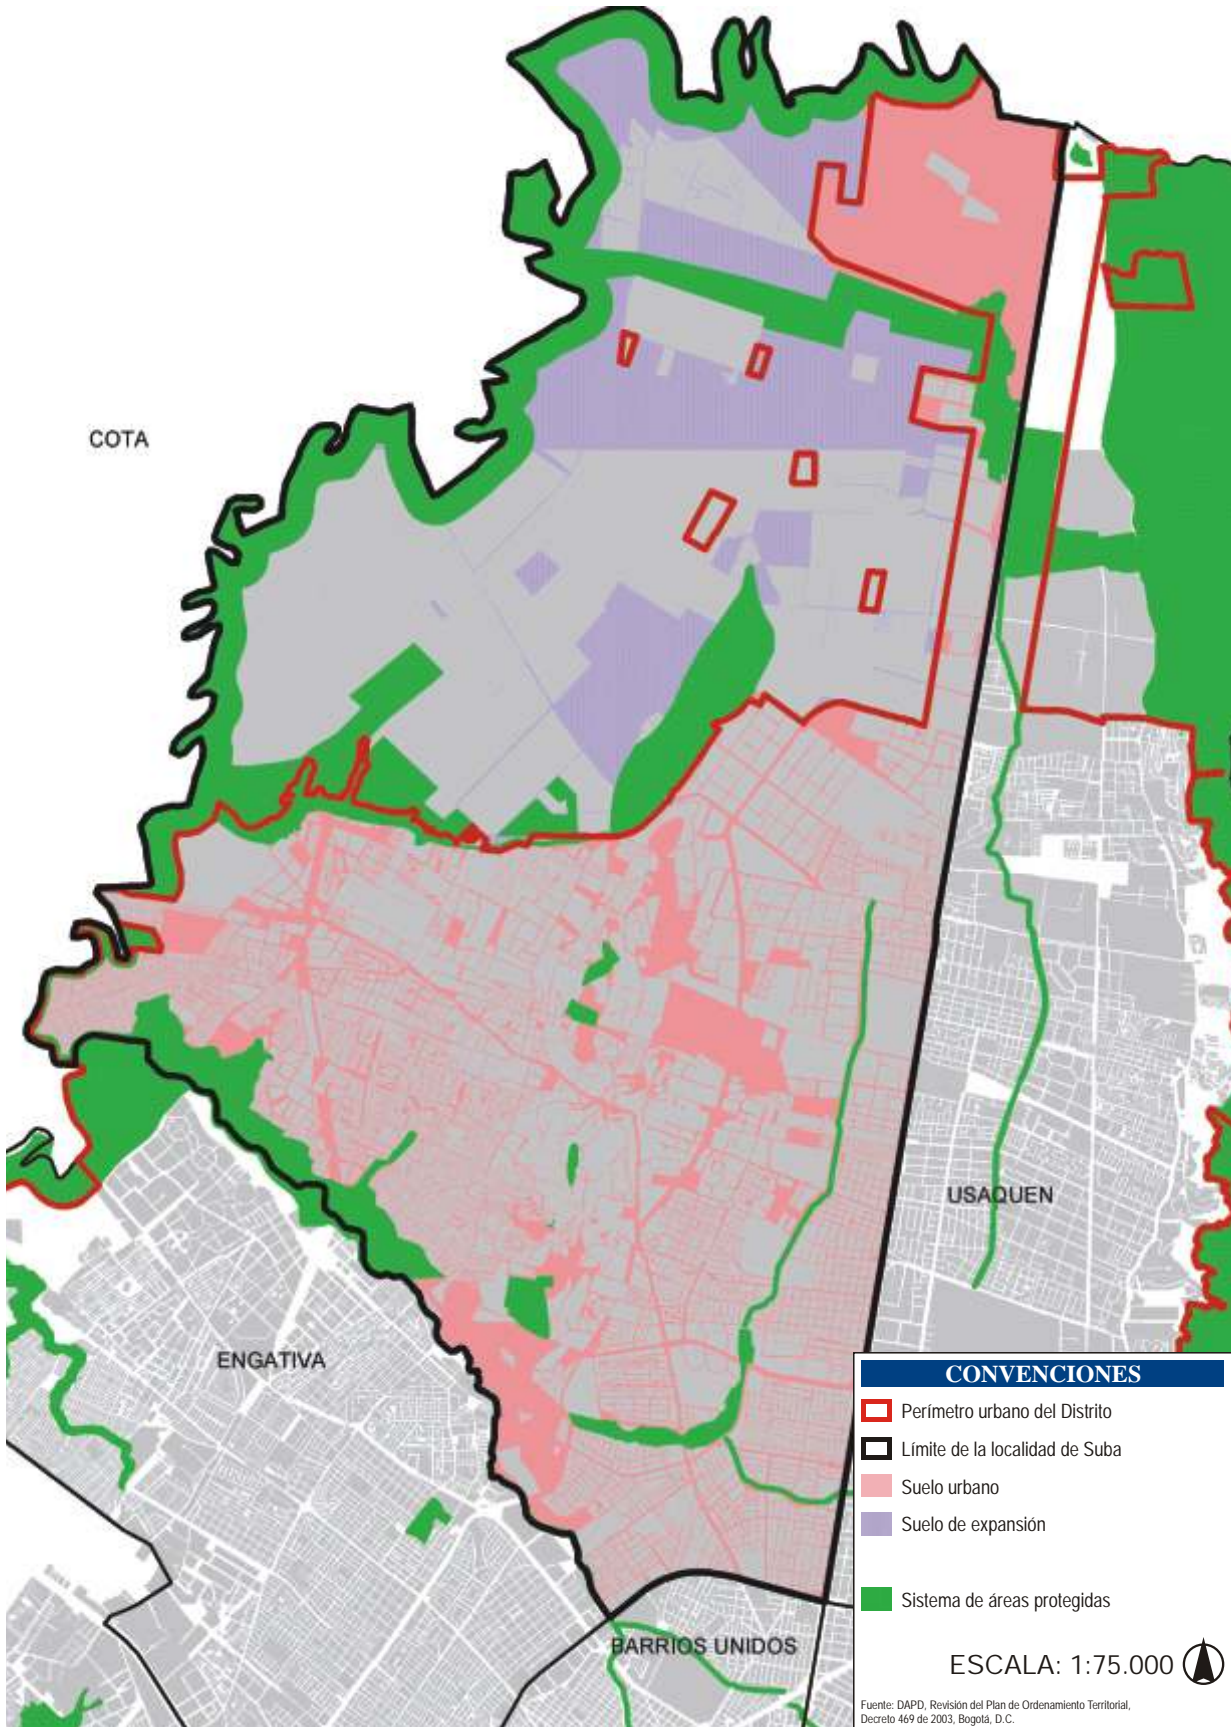 COTA
USAQUEN
ENGATIVA
BARRIOS UNIDOS
CONVENCIONES
Perímetro urbano del Distrito
Límite de la localidad de Suba
Suelo urbano
Suelo de expansión
Sistema de áreas protegidas
ESCALA: 1:75.000
Fuente: DAPD, Revisión del Plan de Ordenamiento Territorial,
Decreto 469 de 2003, Bogotá, D.C.